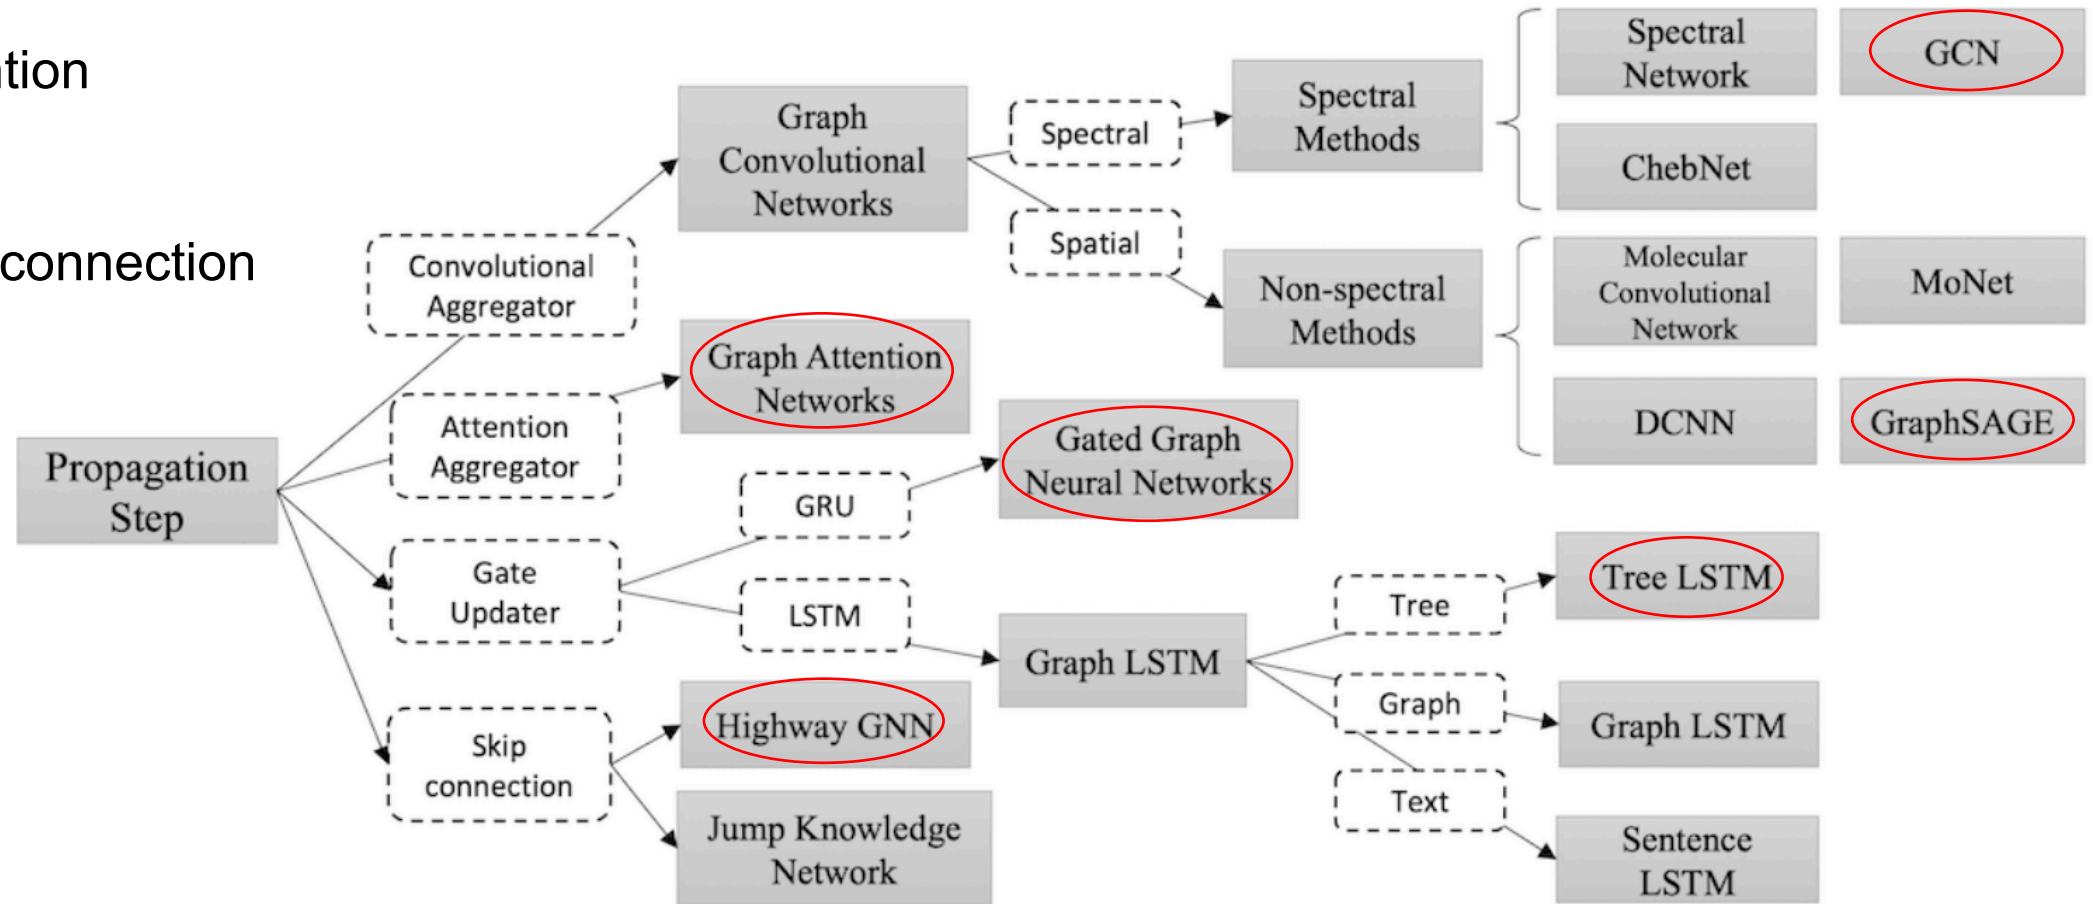 tion
connection
Propagation
Step
Convolutional
Aggregator
Attention
Aggregator
Gate
Updater
Skip
connection
Graph
Convolutional
Networks
Graph Attention
Networks
GRU
LSTM
Highway GNN
Jump Knowledge
Network
Spectral
Spatial
Gated Graph
Neural Networks
Graph LSTM
Spectral
Methods
Non-spectral
Methods
Tree
Graph
Text
Spectral
Network
GCN
ChebNet
Molecular
Convolutional
Network
MoNet
DCNN
GraphSAGE
Tree LSTM
Graph LSTM
Sentence
LSTM